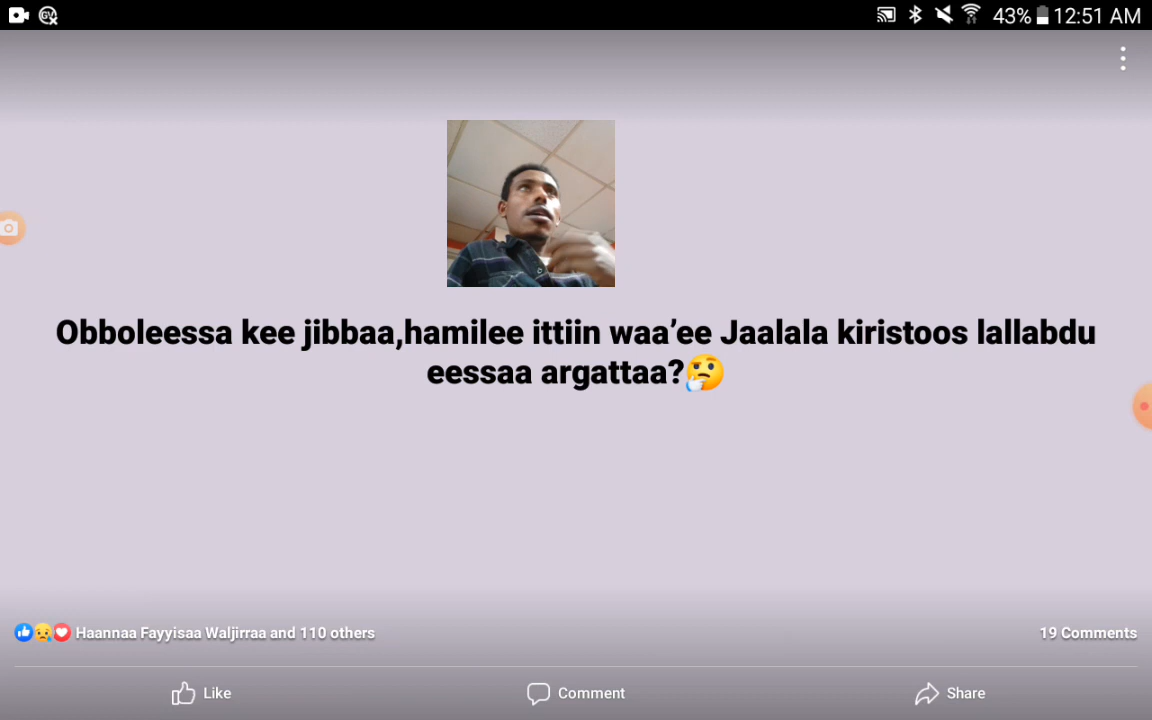 43% 12:51 AM
Obboleessa kee jibbaa,hamilee ittiin waa’ee Jaalala kiristoos lallabdu
eessaa argattaa?🤔
Haannaa Fayyisaa Waljirraa and 110 others
19 Comments
Like
Comment
Share